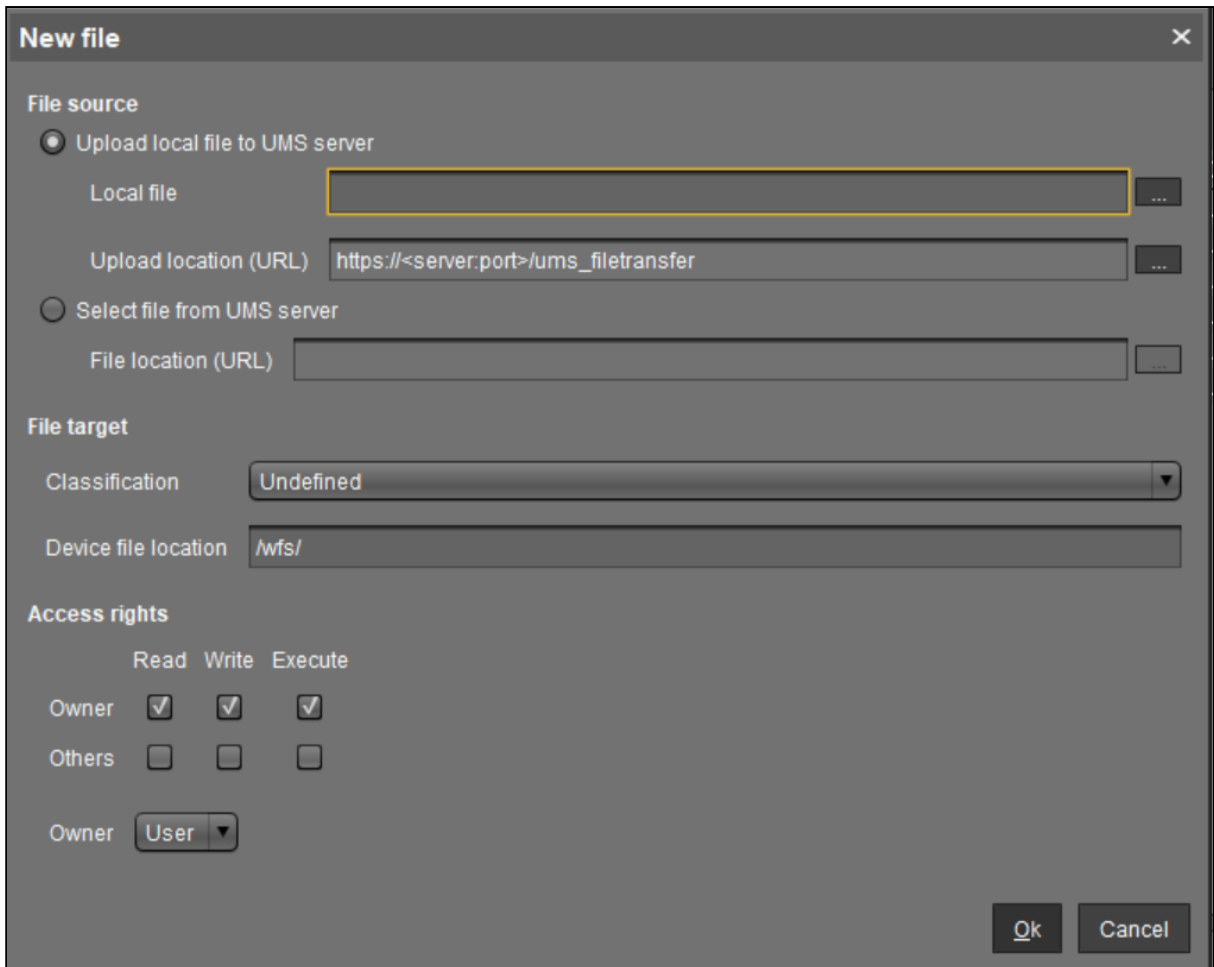 New file
File source
Upload local file to UMS server
Local file
...
Upload location (URL) https://<server:port>/ums_filetransfer ...
Select file from UMS server
File location (URL) ...
File target
Classification Undefined
Device file location /wfs/
Access rights
Read Write Execute
Owner
Others
Owner User
Ok Cancel